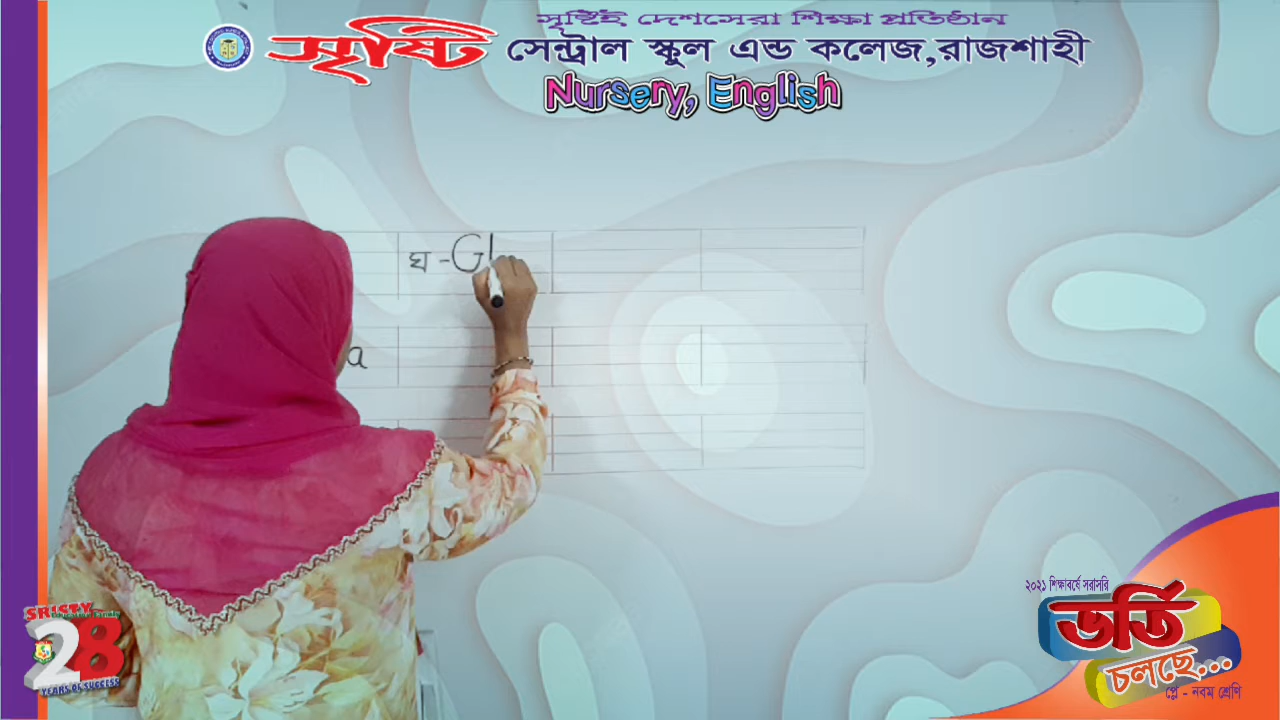 সৃষ্টিই দেশসেরা শিক্ষা প্রতিষ্ঠান
সৃষ্টি সেন্ট্রাল স্কুল এন্ড কলেজ,রাজশাহী
Nursery, English
ঘ - Gl
a
SRISTY
28
YEARS OF SUCCESS
২০২১ শিক্ষাবর্ষে সরাসরি
ভর্তি
চলছে...
প্লে - নবম শ্রেণি